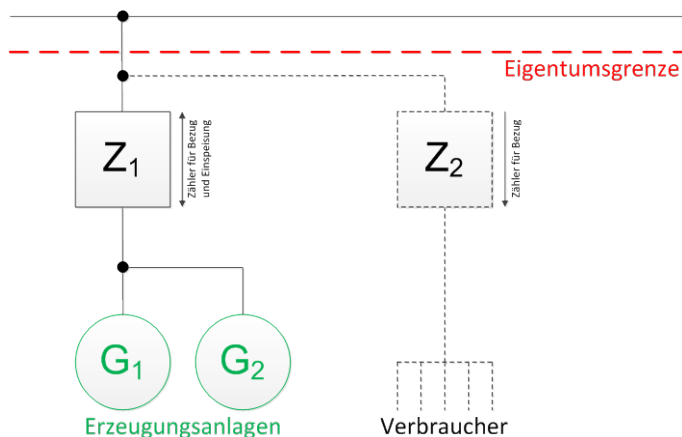 Eigentumsgrenze
Z1
Zähler für Bezug
und Einspeisung
Z2
Zähler für Bezug
G1
G2
Erzeugungsanlagen
Verbraucher